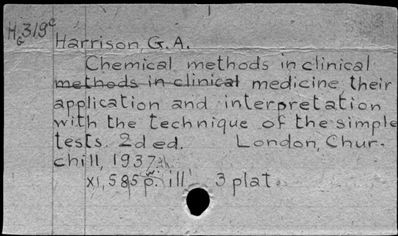 H 319c
G
Harrison, G.A.
Chemical methods in clinical
methods in clinical medicine their
application and interpretation
with the technique of the simple
tests. 2d ed. London, Chur-
chill, 1937.
xi, 585 p. ill. 3 plat.